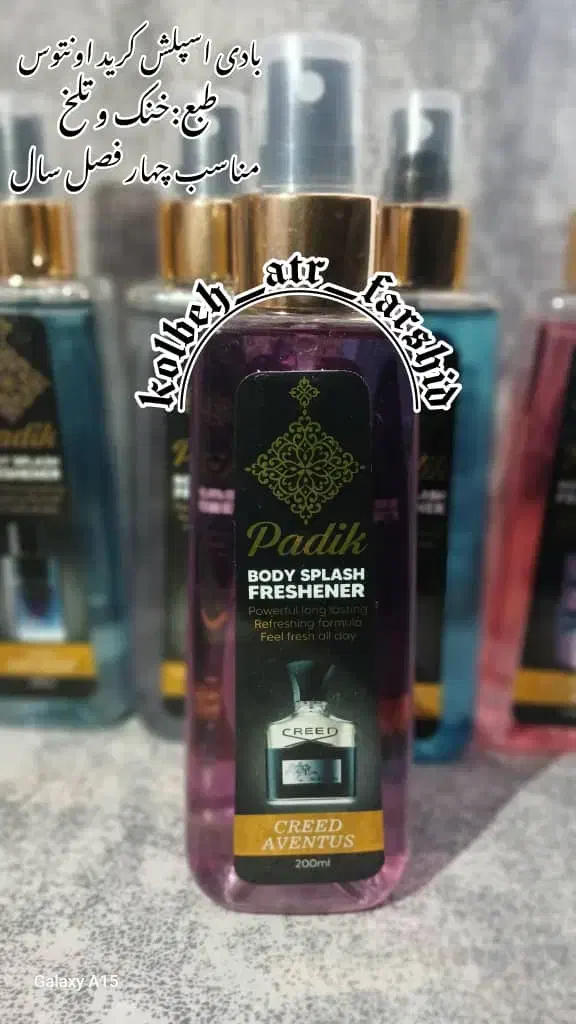 بادی اسپلش کرید اونتوس
طبع: خنک و تلخ
مناسب چهار فصل سال
kolbeh_atr_farshid
Padik
BODY SPLASH
FRESHENER
Powerful long lasting
Refreshing formula
Feel fresh all day
CREED
CREED
AVENTUS
200ml
Galaxy A15